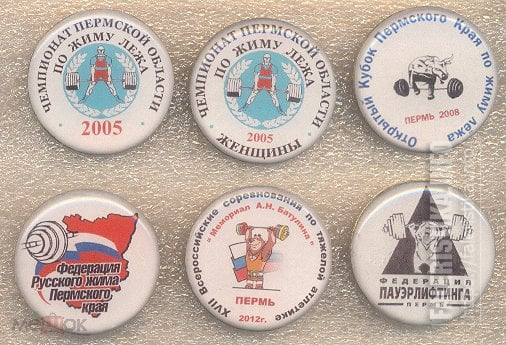 ЧЕМПИОНАТ ПЕРМСКОЙ ОБЛАСТИ
ПО ЖИМУ ЛЕЖА
2005
ЧЕМПИОНАТ ПЕРМСКОЙ ОБЛАСТИ
ПО ЖИМУ ЛЕЖА
2005
ЖЕНЩИНЫ
Открытый Кубок Пермского Края по жиму лежа
ПЕРМЬ 2008
Федерация
Русского жима
Пермского
края
XVII Всероссийские соревнования по тяжелой атлетике
"Мемориал А.Н. Батулина"
ПЕРМЬ
2012г.
ФЕДЕРАЦИЯ
ПАУЭРЛИФТИНГА
ПЕРМЬ